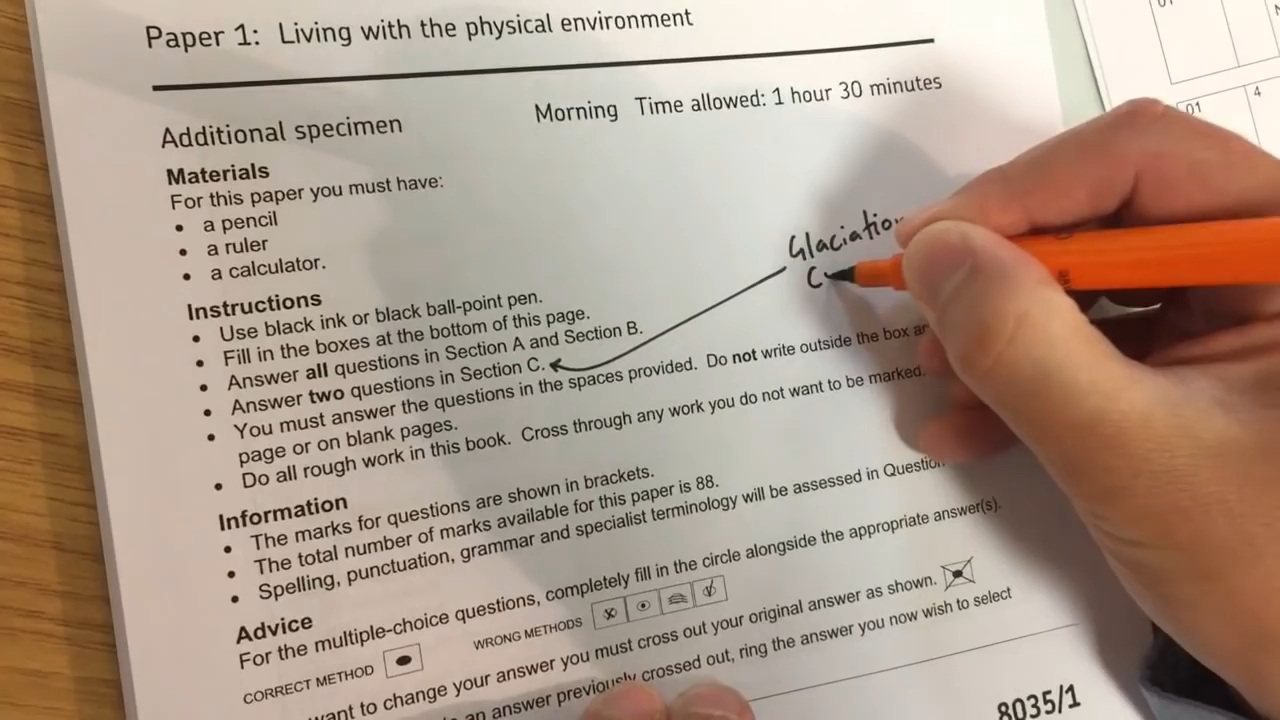 Paper 1: Living with the physical environment
Morning Time allowed: 1 hour 30 minutes
Additional specimen
Materials
For this paper you must have:
• a pencil
• a ruler
• a calculator.
Glaciation
Instructions
• Use black ink or black ball-point pen.
• Fill in the boxes at the bottom of this page.
• Answer all questions in Section A and Section B.
• Answer two questions in Section C.
• You must answer the questions in the spaces provided. Do not write outside the box
page or on blank pages.
• Do all rough work in this book. Cross through any work you do not want to be marked.
Information
• The marks for questions are shown in brackets.
• The total number of marks available for this paper is 88.
• Spelling, punctuation, grammar and specialist terminology will be assessed in Question
Advice
For the multiple-choice questions, completely fill in the circle alongside the appropriate answer(s).
CORRECT METHOD WRONG METHODS
want to change your answer you must cross out your original answer as shown.
an answer previously crossed out, ring the answer you now wish to select
8035/1
01
4